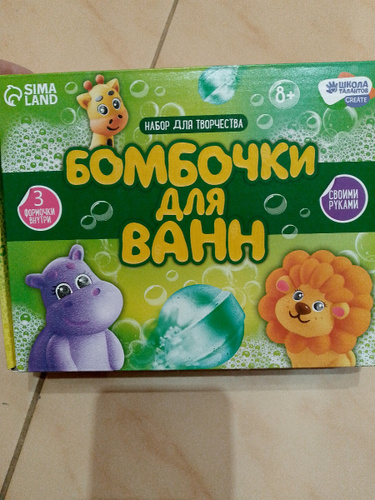 SIMA
LAND
8+
ШКОЛА
ТАЛАНТОВ
CREATE
НАБОР ДЛЯ ТВОРЧЕСТВА
БОМБОЧКИ
ДЛЯ
ВАНН
3
ФОРМОЧКИ
ВНУТРИ
СВОИМИ
РУКАМИ